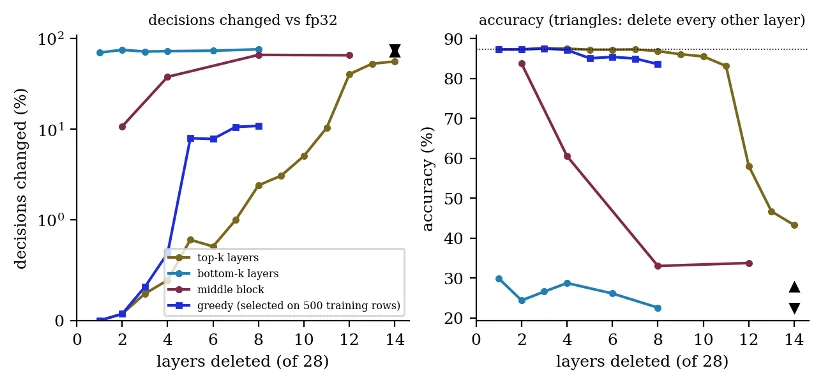 decisions changed vs fp32
decisions changed (%)
10²
10¹
10⁰
0
top-k layers
bottom-k layers
middle block
greedy (selected on 500 training rows)
0 2 4 6 8 10 12 14
layers deleted (of 28)
accuracy (triangles: delete every other layer)
accuracy (%)
90
80
70
60
50
40
30
20
0 2 4 6 8 10 12 14
layers deleted (of 28)